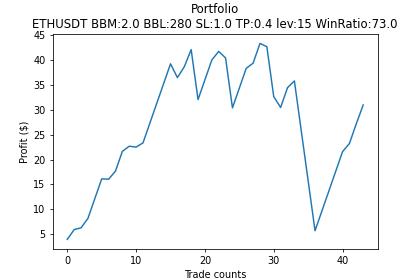 Portfolio
ETHUSDT BBM:2.0 BBL:280 SL:1.0 TP:0.4 lev:15 WinRatio:73.0
45
40
35
30
25
20
15
10
5
Profit ($)
0 10 20 30 40
Trade counts